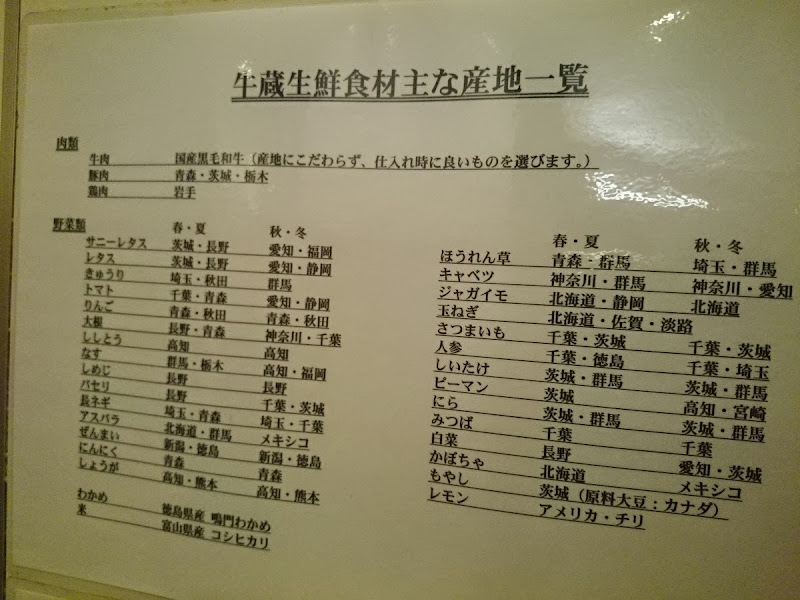 牛蔵生鮮食材主な産地一覧
肉類
牛肉 国産黒毛和牛（産地にこだわらず、仕入れ時に良いものを選びます。）
豚肉 青森・茨城・栃木
鶏肉 岩手
野菜類 春・夏 秋・冬
サニーレタス 茨城・長野 愛知・福岡
レタス 茨城・長野 愛知・静岡
きゅうり 埼玉・秋田 群馬
トマト 千葉・青森 愛知・静岡
りんご 青森・秋田 青森・秋田
大根 長野・青森 神奈川・千葉
ししとう 高知 高知
なす 群馬・栃木 高知・福岡
しめじ 長野 長野
パセリ 長野 千葉・茨城
長ネギ 埼玉・青森 埼玉・千葉
アスパラ 北海道・群馬 メキシコ
ぜんまい 新潟・徳島 新潟・徳島
にんにく 青森 青森
しょうが 高知・熊本 高知・熊本
わかめ 徳島県産 鳴門わかめ
米 富山県産 コシヒカリ
春・夏 秋・冬
ほうれん草 青森・群馬 埼玉・群馬
キャベツ 神奈川・群馬 神奈川・愛知
ジャガイモ 北海道・静岡 北海道
玉ねぎ 北海道・佐賀・淡路
さつまいも 千葉・茨城 千葉・茨城
人参 千葉・徳島 千葉・埼玉
しいたけ 茨城・群馬 茨城・群馬
ピーマン 茨城 高知・宮崎
にら 茨城・群馬 茨城・群馬
みつば 千葉 千葉
白菜 長野 愛知・茨城
かぼちゃ 北海道 メキシコ
もやし 茨城（原料大豆：カナダ）
レモン アメリカ・チリ